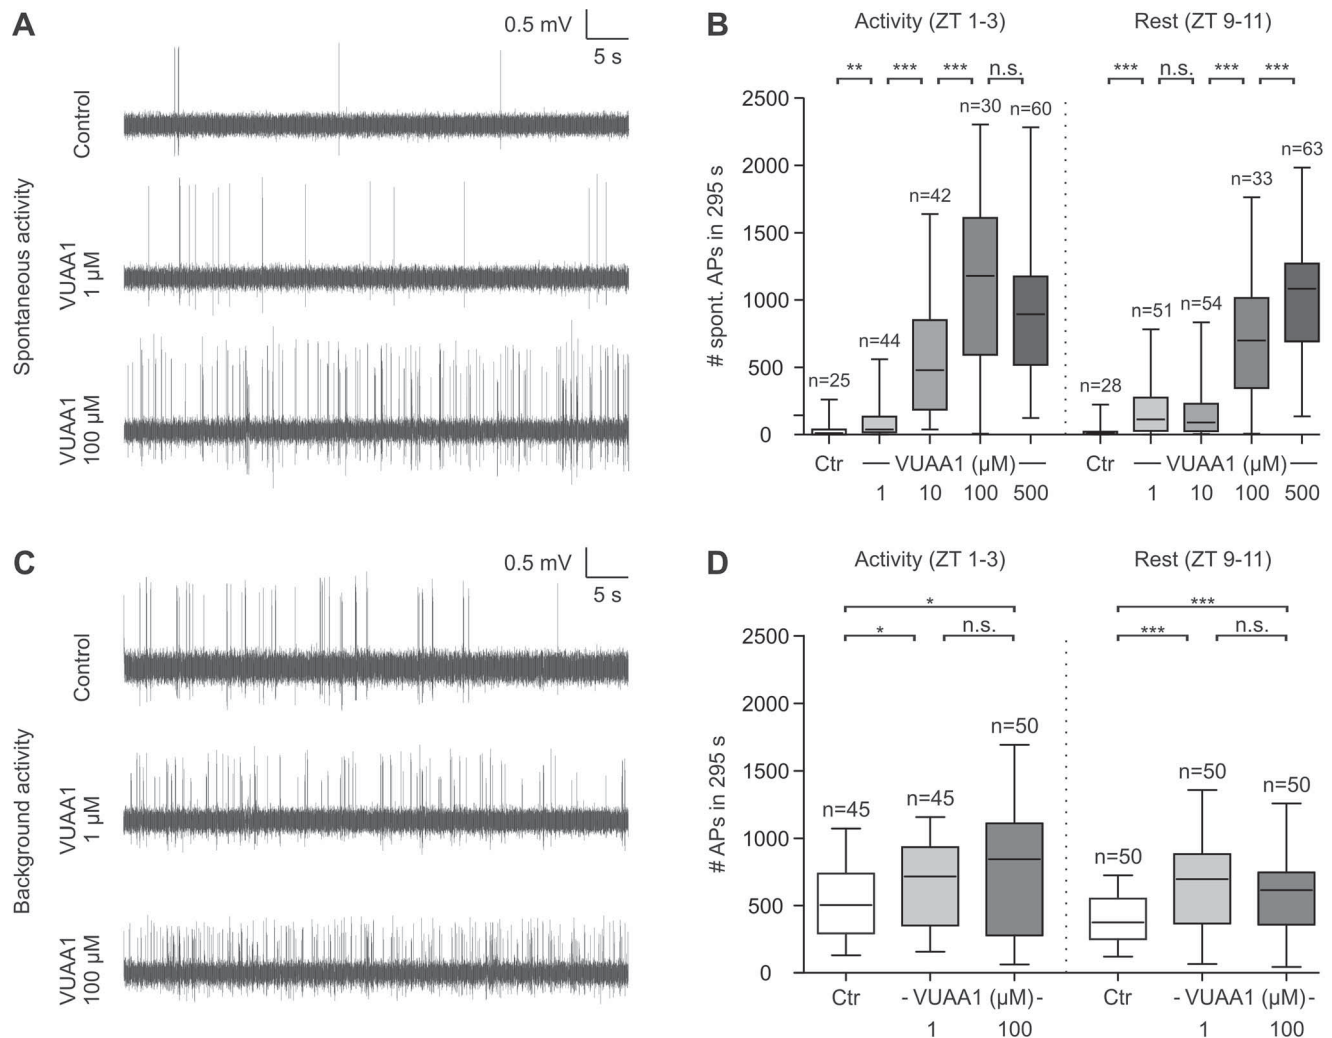 A
0.5 mV
5 s
Control
VUAA1
1 µM
VUAA1
100 µM
Spontaneous activity
B
Activity (ZT 1-3)
Rest (ZT 9-11)
** *** *** n.s.
*** n.s. *** ***
# spont. APs in 295 s
2500
2000
1500
1000
500
0
n=25
n=44
n=42
n=30
n=60
n=28
n=51
n=54
n=33
n=63
Ctr — VUAA1 (µM) —
1 10 100 500
Ctr — VUAA1 (µM) —
1 10 100 500
C
0.5 mV
5 s
Control
VUAA1
1 µM
VUAA1
100 µM
Background activity
D
Activity (ZT 1-3)
Rest (ZT 9-11)
*
* n.s.
***
*** n.s.
# APs in 295 s
2500
2000
1500
1000
500
0
n=45
n=45
n=50
n=50
n=50
n=50
Ctr - VUAA1 (µM) -
1 100
Ctr - VUAA1 (µM) -
1 100